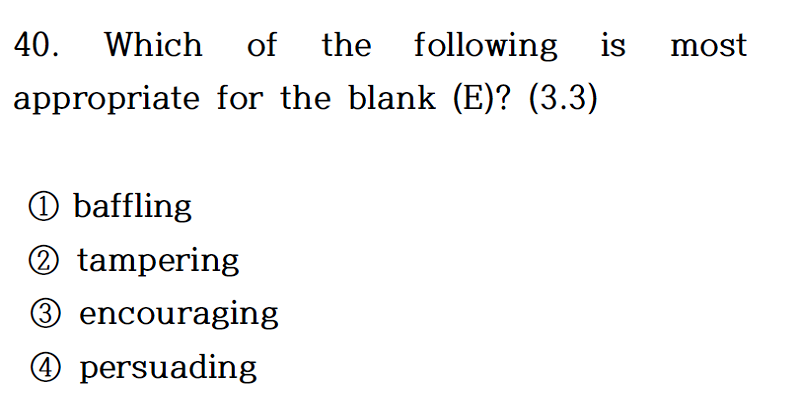 40. Which of the following is most
appropriate for the blank (E)? (3.3)
① baffling
② tampering
③ encouraging
④ persuading